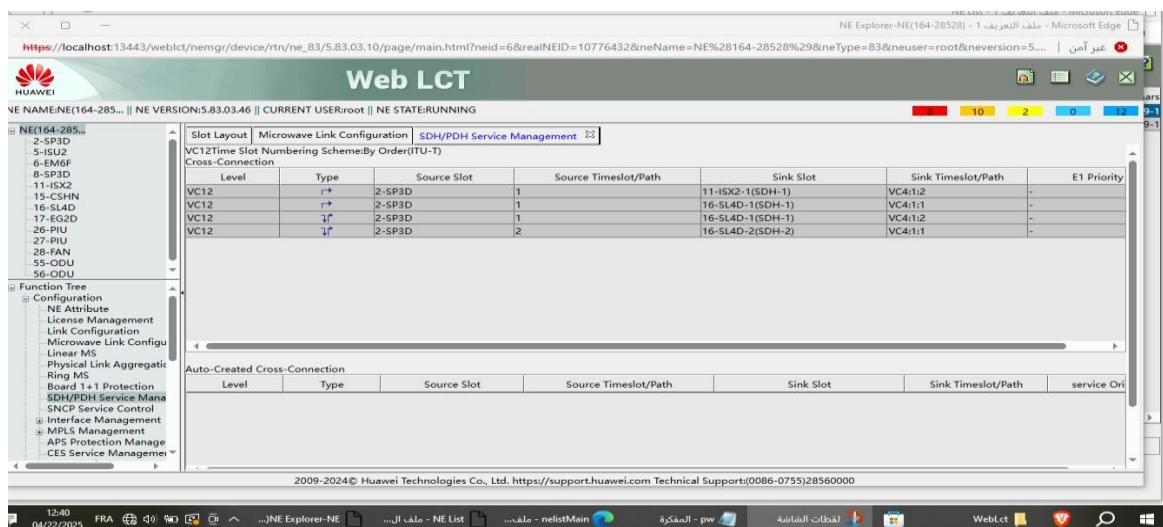 NE Explorer-NE(164-28528) - 1 ملف التعريف - Microsoft Edge
https://localhost:13443/weblct/nemgr/device/rtn/ne_83/5.83.03.10/page/main.html?neid=6&realNEID=10776432&neName=NE%28164-28528%29&neType=83&neuser=root&neversion=5.... غير آمن
HUAWEI
Web LCT
NE NAME:NE(164-285... || NE VERSION:5.83.03.46 || CURRENT USER:root || NE STATE:RUNNING 8 10 2 0 12
NE(164-285...
2-SP3D
5-ISU2
6-EM6F
8-SP3D
11-ISX2
15-CSHN
16-SL4D
17-EG2D
26-PIU
27-PIU
28-FAN
55-ODU
56-ODU
Function Tree
Configuration
NE Attribute
License Management
Link Configuration
Microwave Link Configu
Linear MS
Physical Link Aggregatic
Ring MS
Board 1+1 Protection
SDH/PDH Service Mana
SNCP Service Control
Interface Management
MPLS Management
APS Protection Manage
CES Service Managemei
Slot Layout Microwave Link Configuration SDH/PDH Service Management
VC12Time Slot Numbering Scheme:By Order(ITU-T)
Cross-Connection
Level Type Source Slot Source Timeslot/Path Sink Slot Sink Timeslot/Path E1 Priority
VC12 2-SP3D 1 11-ISX2-1(SDH-1) VC4:1:2 -
VC12 2-SP3D 1 16-SL4D-1(SDH-1) VC4:1:1 -
VC12 2-SP3D 1 16-SL4D-1(SDH-1) VC4:1:2 -
VC12 2-SP3D 2 16-SL4D-2(SDH-2) VC4:1:1 -
Auto-Created Cross-Connection
Level Type Source Slot Source Timeslot/Path Sink Slot Sink Timeslot/Path service Ori
2009-2024© Huawei Technologies Co., Ltd. https://support.huawei.com Technical Support:(0086-0755)28560000
12:40
04/22/2025
FRA
...)NE Explorer-NE
...ملف ال - NE List
...ملف - nelistMain
pw - المفكرة
لقطات الشاشة
WebLct